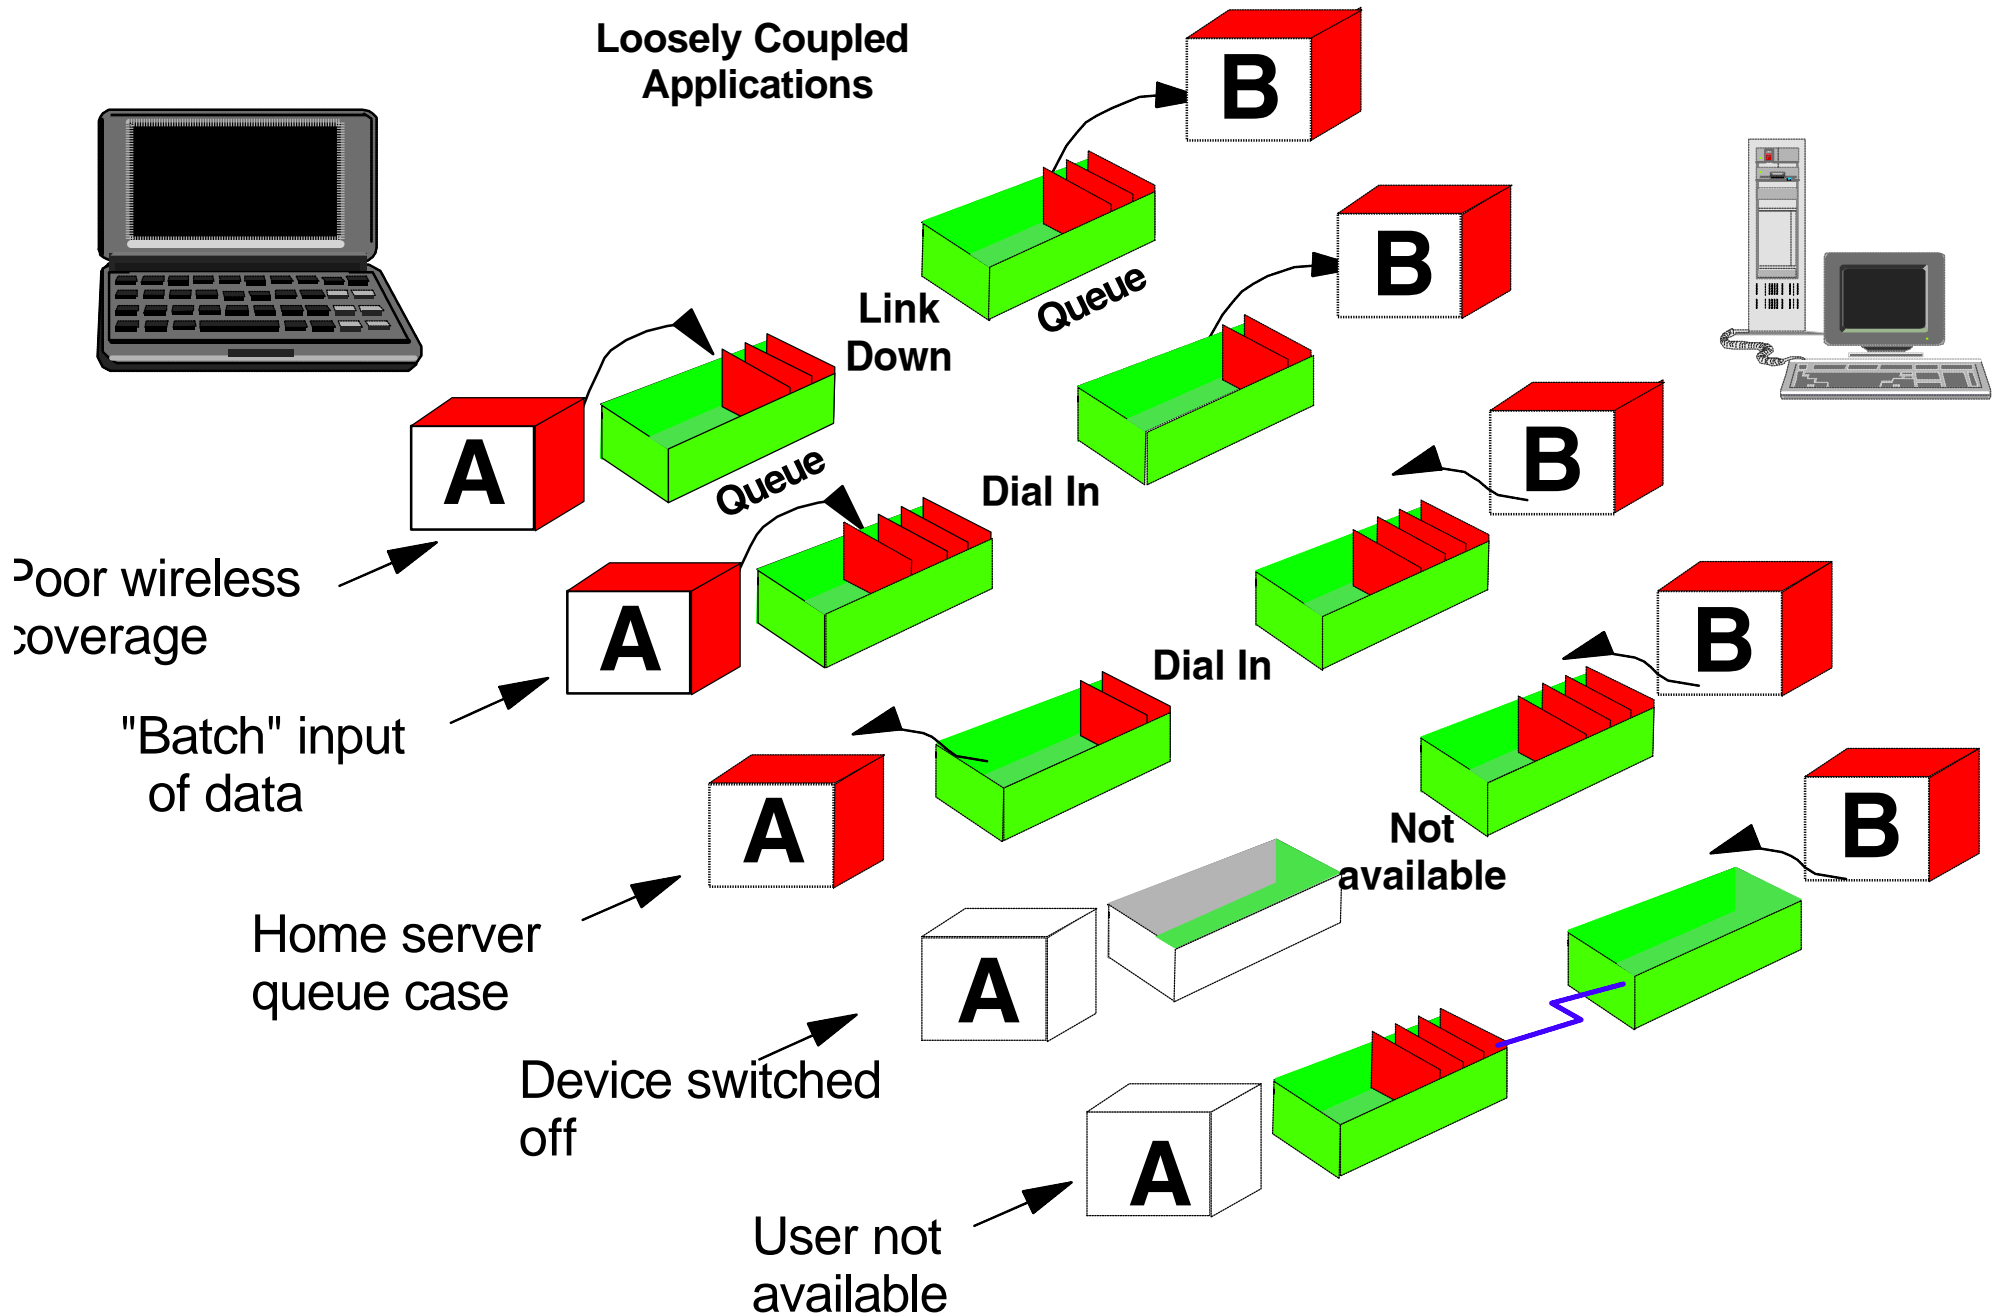 Loosely Coupled
Applications
B
B
Queue
Link
Down
A
Queue
Dial In
B
Poor wireless
coverage
A
Dial In
B
"Batch" input
of data
A
Not
available
B
Home server
queue case
A
Device switched
off
A
User not
available